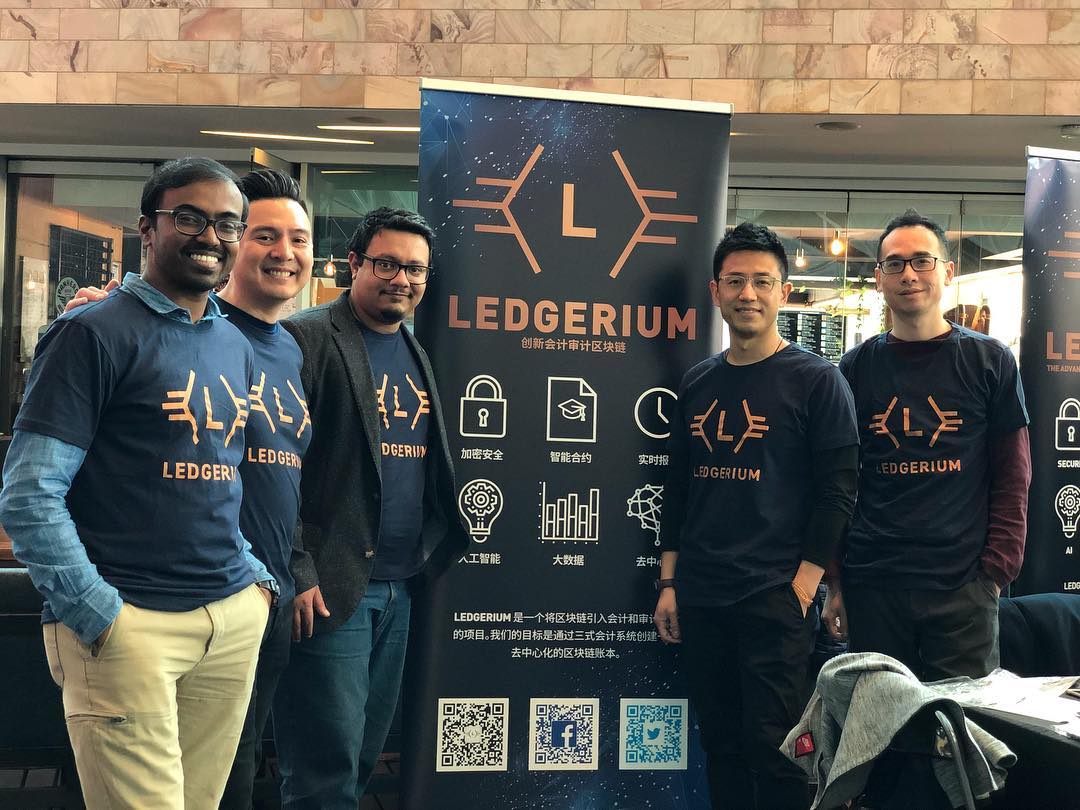 L
LEDGERIUM
创新会计审计区块链
加密安全
智能合约
实时报
人工智能
大数据
去中心
LEDGERIUM 是一个将区块链引入会计和审计
的项目。我们的目标是通过三式会计系统创建
去中心化的区块链账本。
L
LEDGERIUM
L
LEDGERIUM
L
LEDGERIUM
L
LEDGERIUM
L
LEDGERIUM
LE
THE ADVAN
SECURI
AI
LEDG